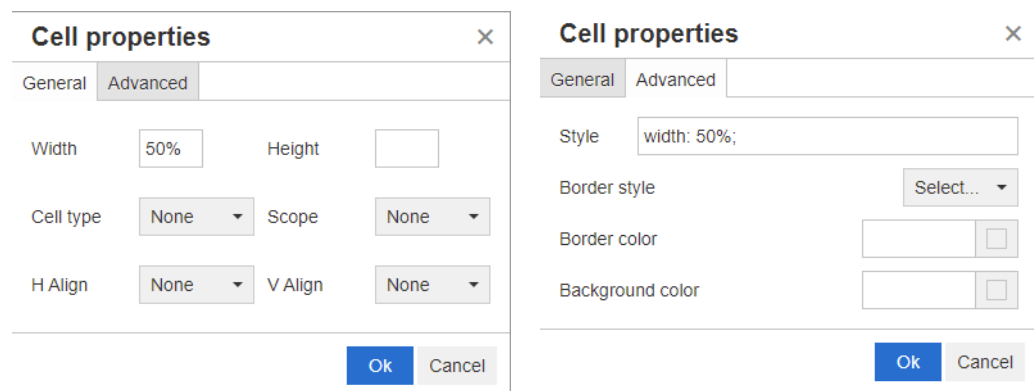 Cell properties ×
General Advanced
Width 50% Height
Cell type None Scope None
H Align None V Align None
Ok Cancel
Cell properties ×
General Advanced
Style width: 50%;
Border style Select...
Border color
Background color
Ok Cancel